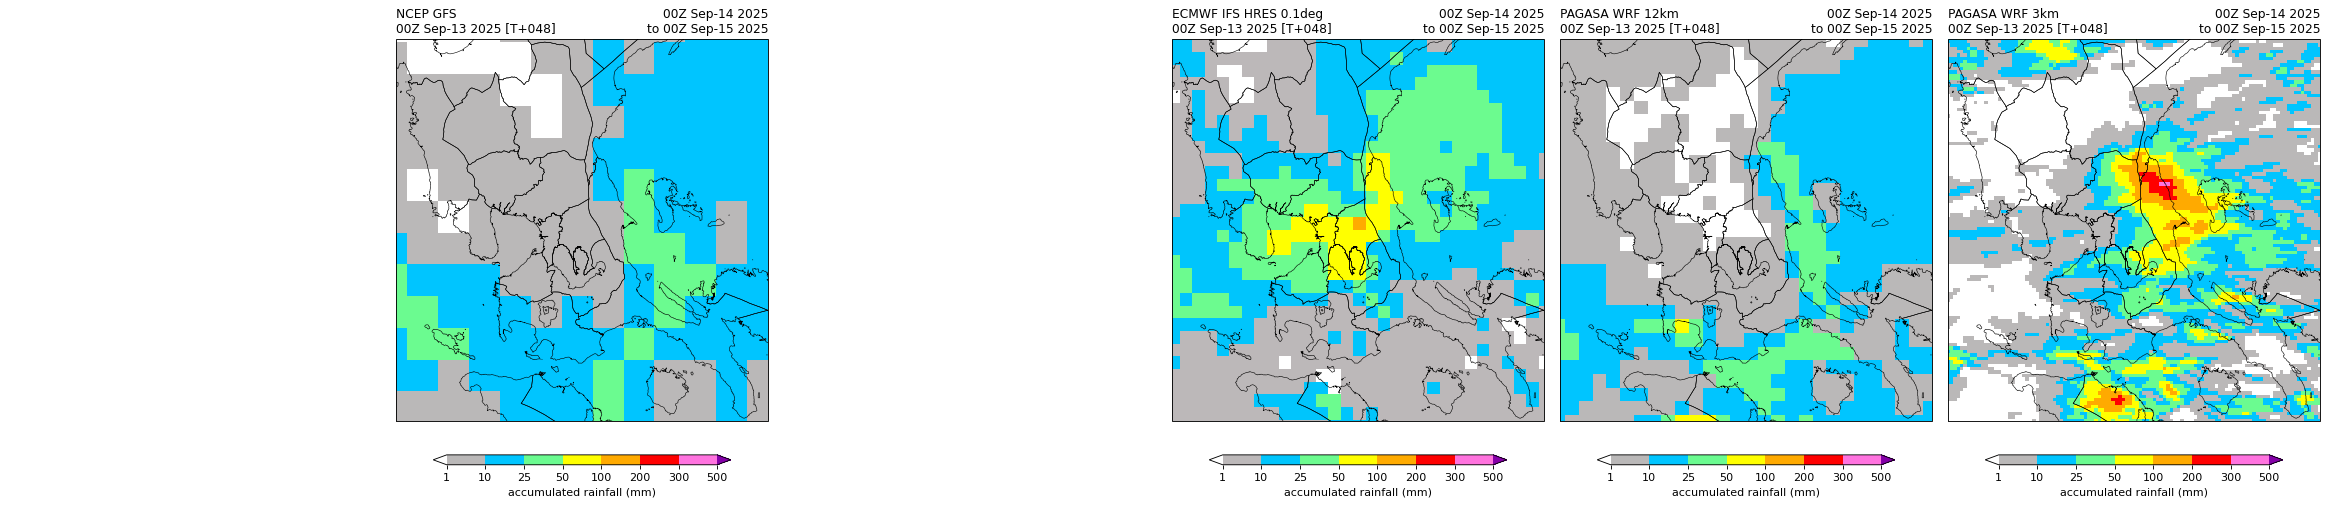 NCEP GFS 00Z Sep-14 2025
00Z Sep-13 2025 [T+048] to 00Z Sep-15 2025
1 10 25 50 100 200 300 500
accumulated rainfall (mm)
ECMWF IFS HRES 0.1deg 00Z Sep-14 2025
00Z Sep-13 2025 [T+048] to 00Z Sep-15 2025
1 10 25 50 100 200 300 500
accumulated rainfall (mm)
PAGASA WRF 12km 00Z Sep-14 2025
00Z Sep-13 2025 [T+048] to 00Z Sep-15 2025
1 10 25 50 100 200 300 500
accumulated rainfall (mm)
PAGASA WRF 3km 00Z Sep-14 2025
00Z Sep-13 2025 [T+048] to 00Z Sep-15 2025
1 10 25 50 100 200 300 500
accumulated rainfall (mm)